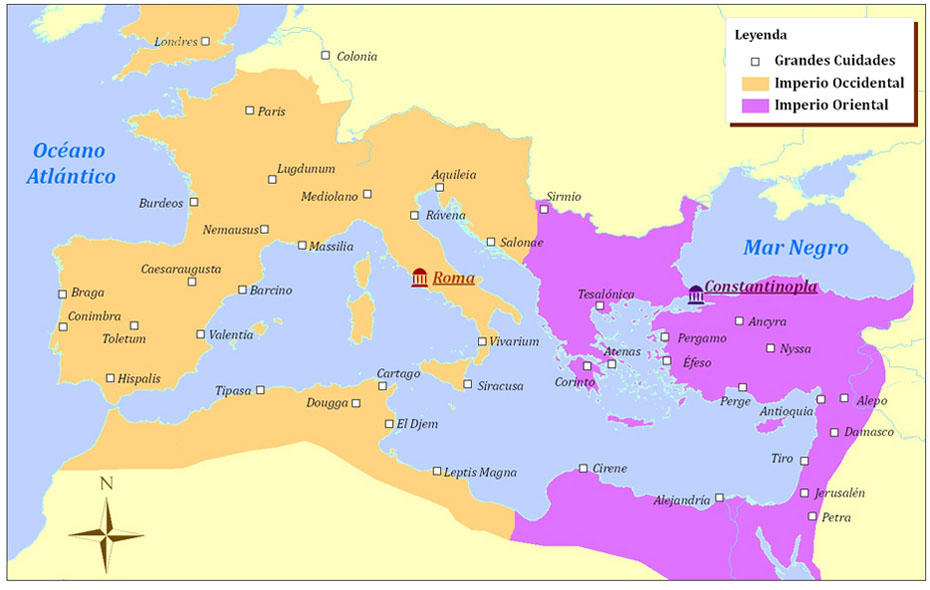 Leyenda
Grandes Cuidades
Imperio Occidental
Imperio Oriental
Londres
Colonia
Paris
Océano
Atlántico
Lugdunum
Aquileia
Mediolano
Sirmio
Burdeos
Rávena
Nemausus
Massilia
Salonae
Mar Negro
Caesaraugusta
Roma
Constantinopla
Braga
Barcino
Tesalónica
Conimbra
Ancyra
Toletum
Valentia
Vivarium
Pergamo
Nyssa
Atenas
Éfeso
Hispalis
Cartago
Corinto
Tipasa
Siracusa
Dougga
Perge
Antioquia
Alepo
El Djem
Damasco
Tiro
Leptis Magna
Cirene
N
Alejandría
Jerusalén
Petra